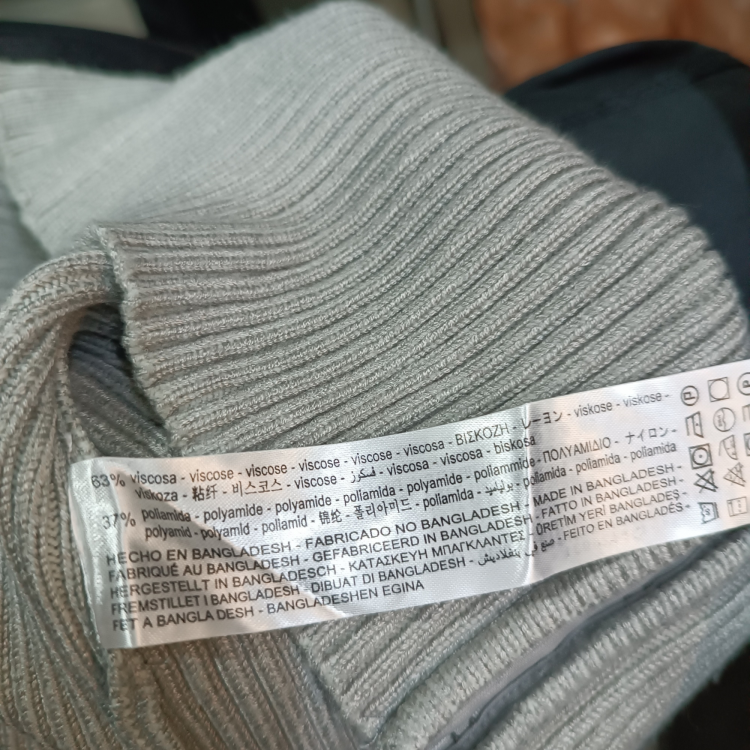 63% viscosa - viscose - viscose - viscose - viscose - viscosa - ΒΙΣΚΟΖΗ - レーヨン - viskose - viskose -
viskoza - 粘纤 - 비스코스 - viscose - فسكوز - viscosa - viscosa - biskosa
37% poliamida - polyamide - polyamide - poliamida - polyamide - poliammide - ΠΟΛΥΑΜΙΔΙΟ - ナイロン -
polyamid - polyamid - poliamid - 锦纶 - 폴리아미드 - poliamida - - poliamida - poliamida - poliamida
HECHO EN BANGLADESH - FABRICADO NO BANGLADESH - MADE IN BANGLADESH -
FABRIQUÉ AU BANGLADESH - GEFABRICEERD IN BANGLADESH - FATTO IN BANGLADESH -
HERGESTELLT IN BANGLADESCH - ΚΑΤΑΣΚΕΥΗ ΜΠΑΓΚΛΑΝΤΕΣ - ÜRETİM YERİ BANGLADEŞ -
FREMSTILLET I BANGLADESH - DIBUAT DI BANGLADESH - صنع في بنغلاديش - FEITO EN BANGLADÉS -
FET A BANGLA DESH - BANGLADESHEN EGINA